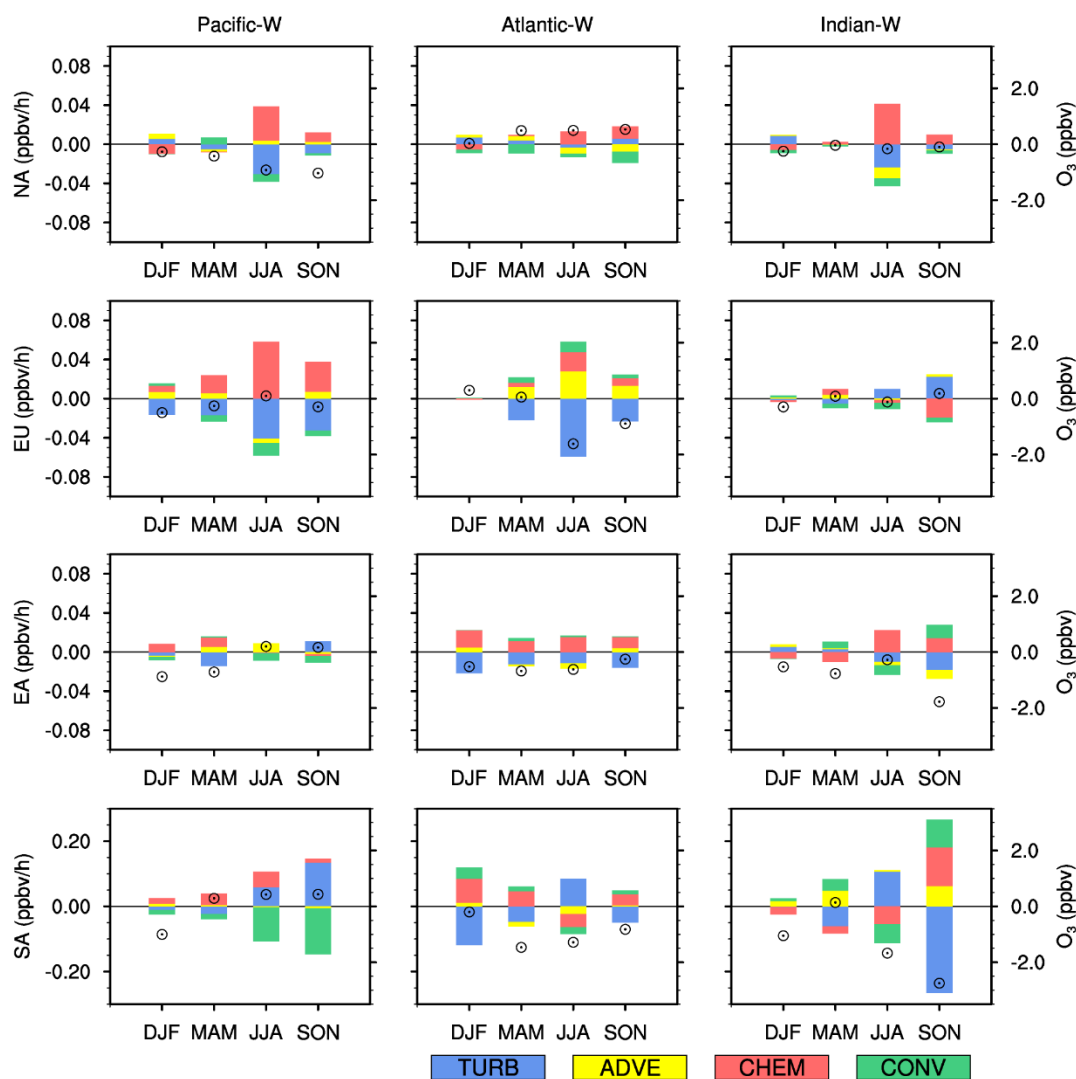 Pacific-W Atlantic-W Indian-W
NA (ppbv/h) 0.08 0.04 0.00 -0.04 -0.08 2.0 0.0 -2.0 O3 (ppbv)
DJF MAM JJA SON DJF MAM JJA SON DJF MAM JJA SON
EU (ppbv/h) 0.08 0.04 0.00 -0.04 -0.08 2.0 0.0 -2.0 O3 (ppbv)
DJF MAM JJA SON DJF MAM JJA SON DJF MAM JJA SON
EA (ppbv/h) 0.08 0.04 0.00 -0.04 -0.08 2.0 0.0 -2.0 O3 (ppbv)
DJF MAM JJA SON DJF MAM JJA SON DJF MAM JJA SON
SA (ppbv/h) 0.20 0.00 -0.20 2.0 0.0 -2.0 O3 (ppbv)
DJF MAM JJA SON DJF MAM JJA SON DJF MAM JJA SON
TURB ADVE CHEM CONV